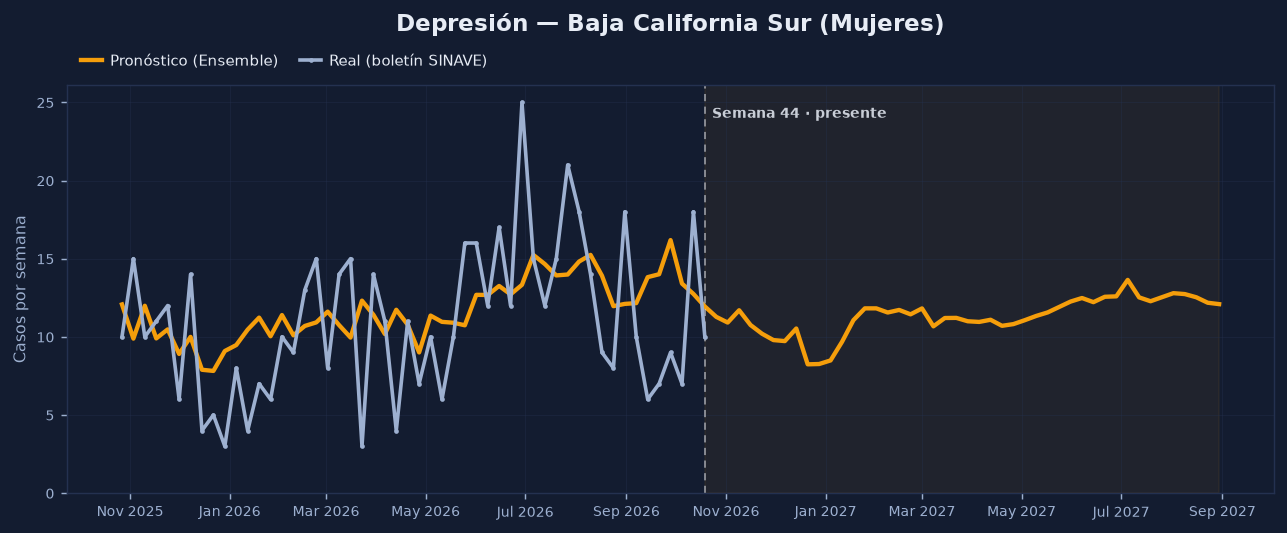 Depresión — Baja California Sur (Mujeres)
Pronóstico (Ensemble)
Real (boletín SINAVE)
Semana 44 · presente
Casos por semana
25
20
15
10
5
0
Nov 2025
Jan 2026
Mar 2026
May 2026
Jul 2026
Sep 2026
Nov 2026
Jan 2027
Mar 2027
May 2027
Jul 2027
Sep 2027